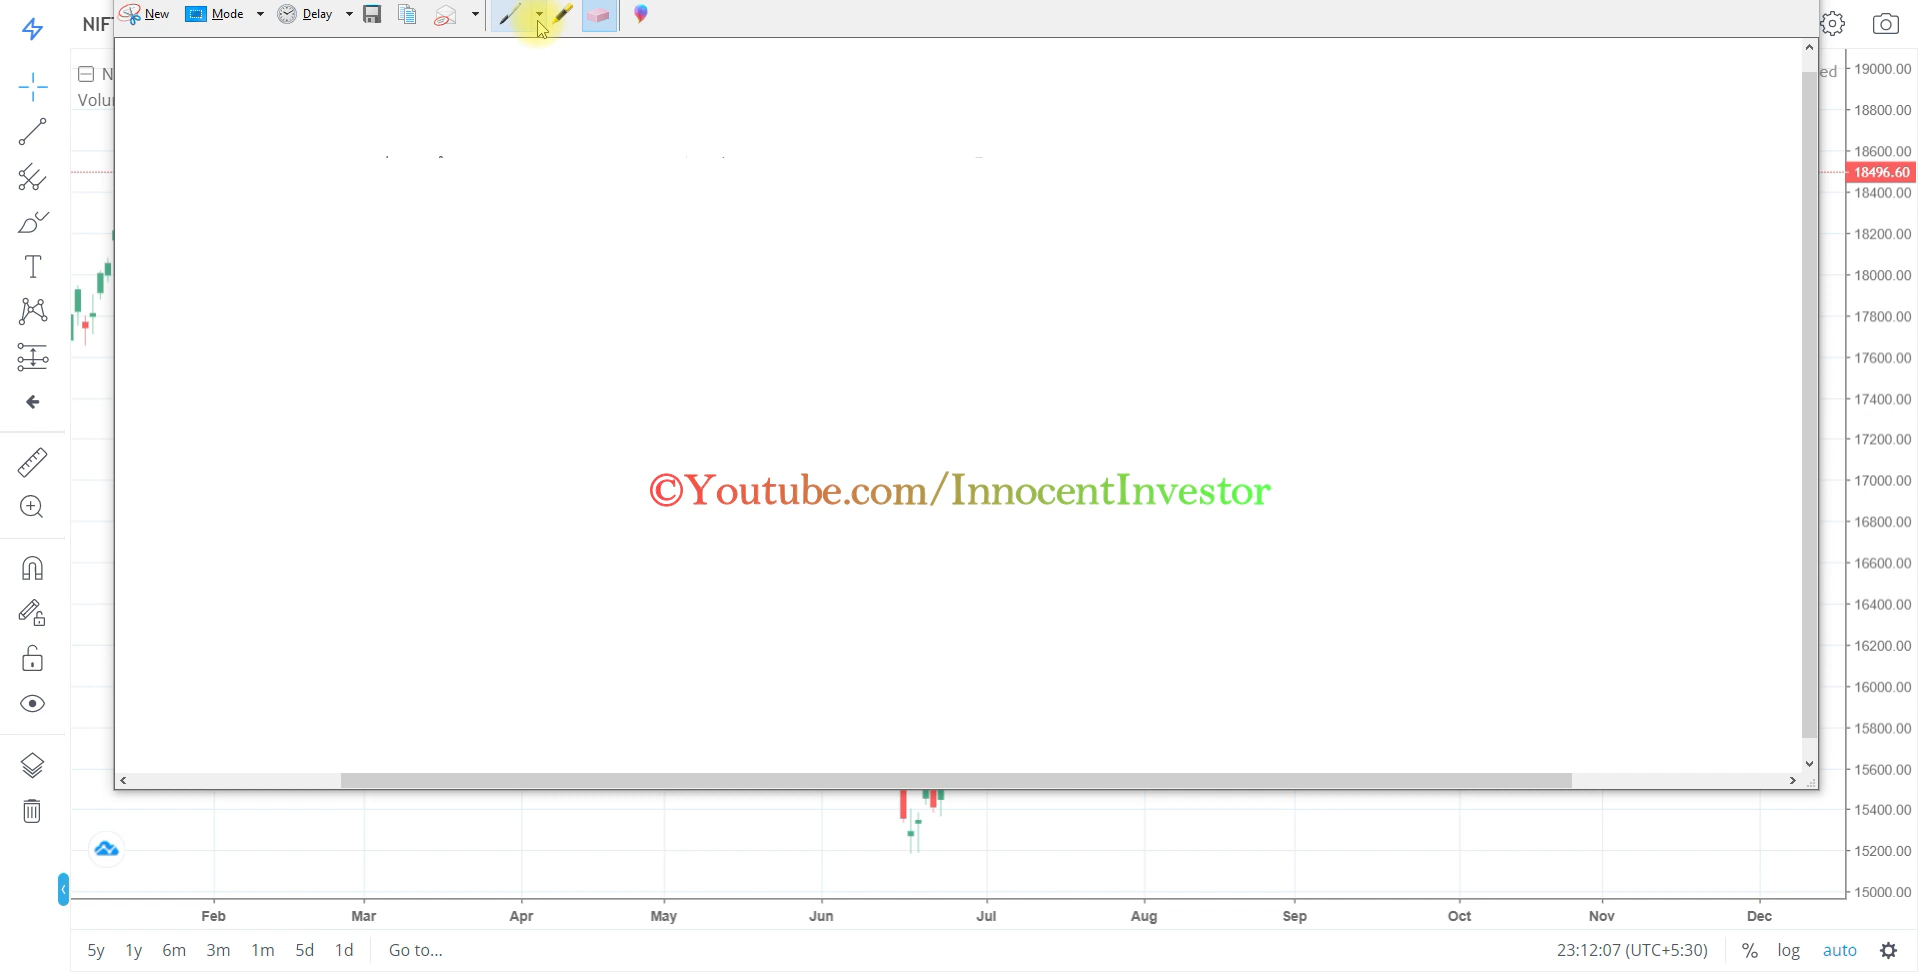 New Mode Delay
NIF
N
Volu
ed
19000.00
18800.00
18600.00
18496.60
18400.00
18200.00
18000.00
17800.00
17600.00
17400.00
17200.00
17000.00
©Youtube.com/InnocentInvestor
16800.00
16600.00
16400.00
16200.00
16000.00
15800.00
15600.00
15400.00
15200.00
15000.00
Feb Mar Apr May Jun Jul Aug Sep Oct Nov Dec
5y 1y 6m 3m 1m 5d 1d Go to... 23:12:07 (UTC+5:30) % log auto